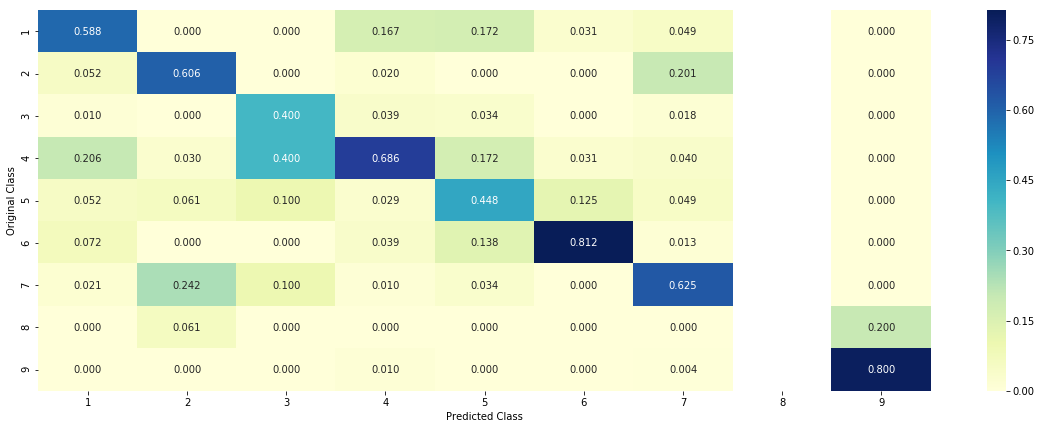 1 0.588 0.000 0.000 0.167 0.172 0.031 0.049 0.000
2 0.052 0.606 0.000 0.020 0.000 0.000 0.201 0.000
3 0.010 0.000 0.400 0.039 0.034 0.000 0.018 0.000
4 0.206 0.030 0.400 0.686 0.172 0.031 0.040 0.000
5 0.052 0.061 0.100 0.029 0.448 0.125 0.049 0.000
6 0.072 0.000 0.000 0.039 0.138 0.812 0.013 0.000
7 0.021 0.242 0.100 0.010 0.034 0.000 0.625 0.000
8 0.000 0.061 0.000 0.000 0.000 0.000 0.000 0.200
9 0.000 0.000 0.000 0.010 0.000 0.000 0.004 0.800
1 2 3 4 5 6 7 8 9
Predicted Class
Original Class
0.75
0.60
0.45
0.30
0.15
0.00